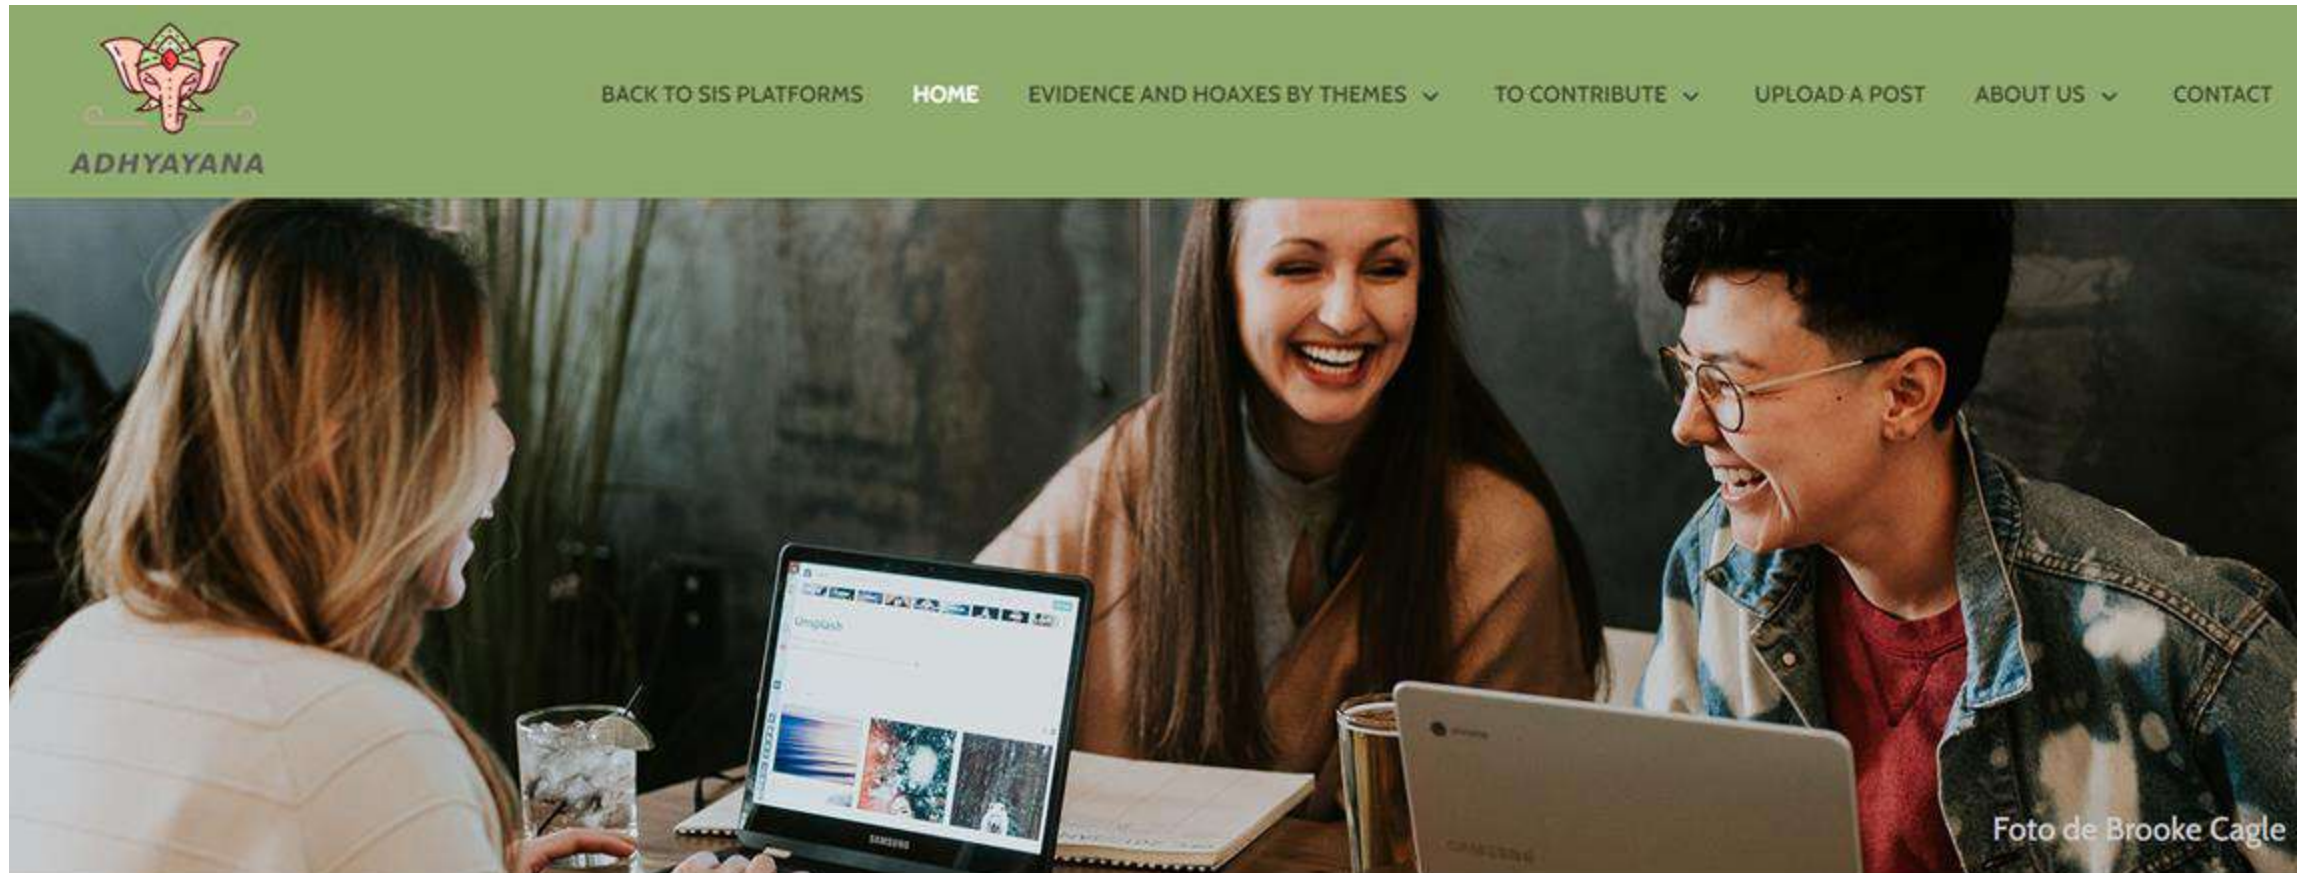 BACK TO SIS PLATFORMS HOME EVIDENCE AND HOAXES BY THEMES TO CONTRIBUTE UPLOAD A POST ABOUT US CONTACT
ADHYAYANA
Unsplash
SAMSUNG
SAMSUNG
Foto de Brooke Cagle